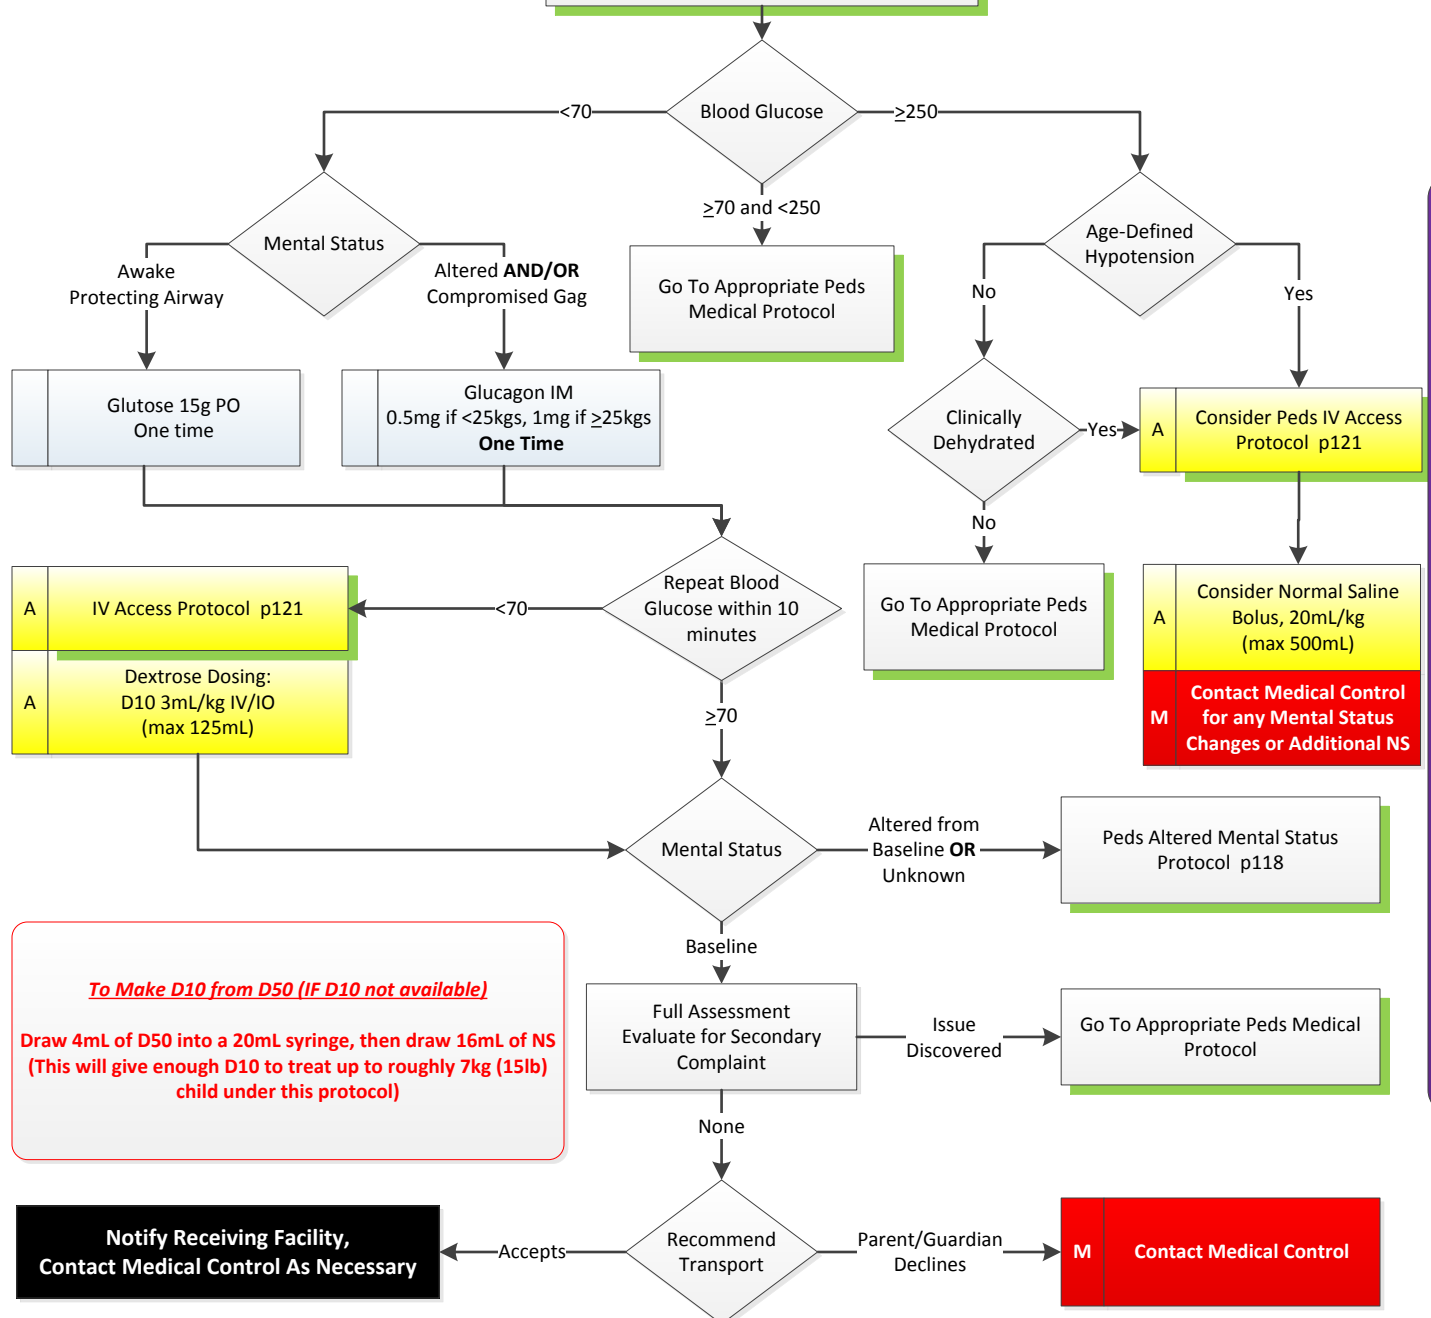 Blood Glucose
<70
≥250
≥70 and <250
Mental Status
Age-Defined
Hypotension
Awake
Protecting Airway
Altered AND/OR
Compromised Gag
Go To Appropriate Peds
Medical Protocol
No
Yes
Glutose 15g PO
One time
Glucagon IM
0.5mg if <25kgs, 1mg if ≥25kgs
One Time
Clinically
Dehydrated
Yes
A
Consider Peds IV Access
Protocol p121
No
Repeat Blood
Glucose within 10
minutes
<70
A
IV Access Protocol p121
A
Dextrose Dosing:
D10 3mL/kg IV/IO
(max 125mL)
≥70
Go To Appropriate Peds
Medical Protocol
A
Consider Normal Saline
Bolus, 20mL/kg
(max 500mL)
M
Contact Medical Control
for any Mental Status
Changes or Additional NS
Mental Status
Altered from
Baseline OR
Unknown
Peds Altered Mental Status
Protocol p118
Baseline
To Make D10 from D50 (IF D10 not available)
Draw 4mL of D50 into a 20mL syringe, then draw 16mL of NS
(This will give enough D10 to treat up to roughly 7kg (15lb)
child under this protocol)
Full Assessment
Evaluate for Secondary
Complaint
Issue
Discovered
Go To Appropriate Peds Medical
Protocol
None
Recommend
Transport
Accepts
Notify Receiving Facility,
Contact Medical Control As Necessary
Parent/Guardian
Declines
M
Contact Medical Control